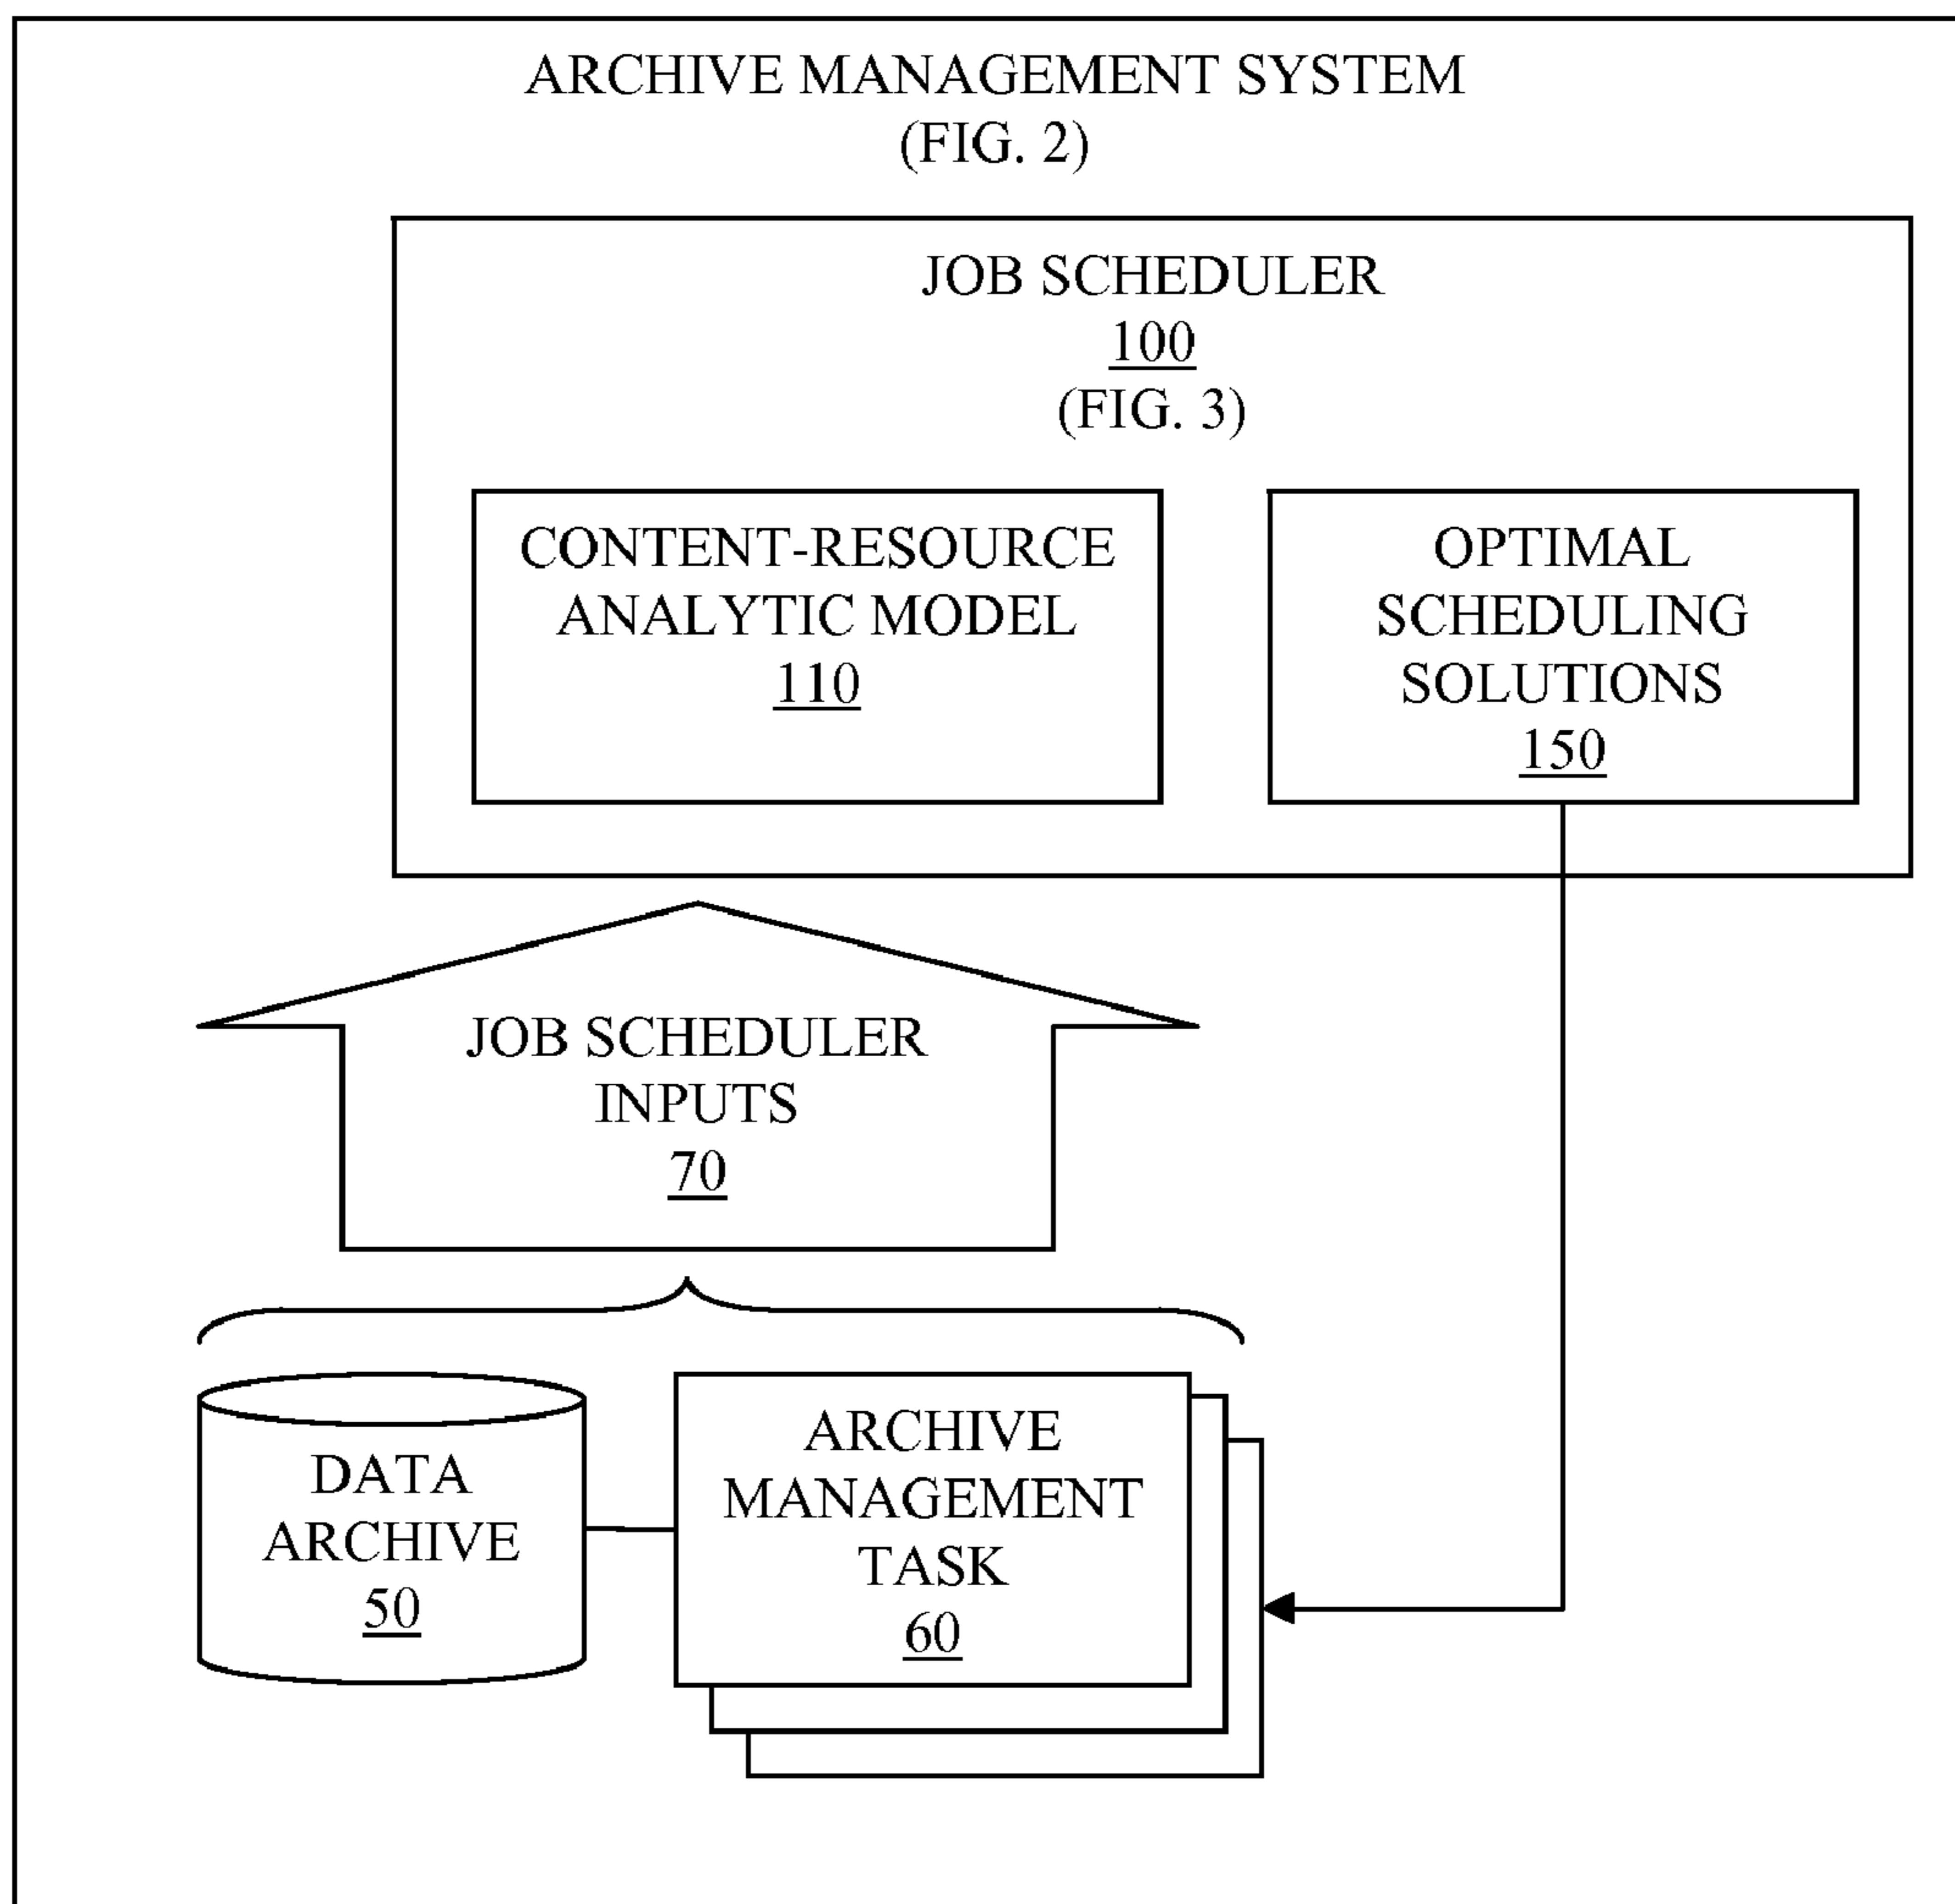 ARCHIVE MANAGEMENT SYSTEM
(FIG. 2)
JOB SCHEDULER
100
(FIG. 3)
CONTENT-RESOURCE
ANALYTIC MODEL
110
OPTIMAL
SCHEDULING
SOLUTIONS
150
JOB SCHEDULER
INPUTS
70
DATA
ARCHIVE
50
ARCHIVE
MANAGEMENT
TASK
60